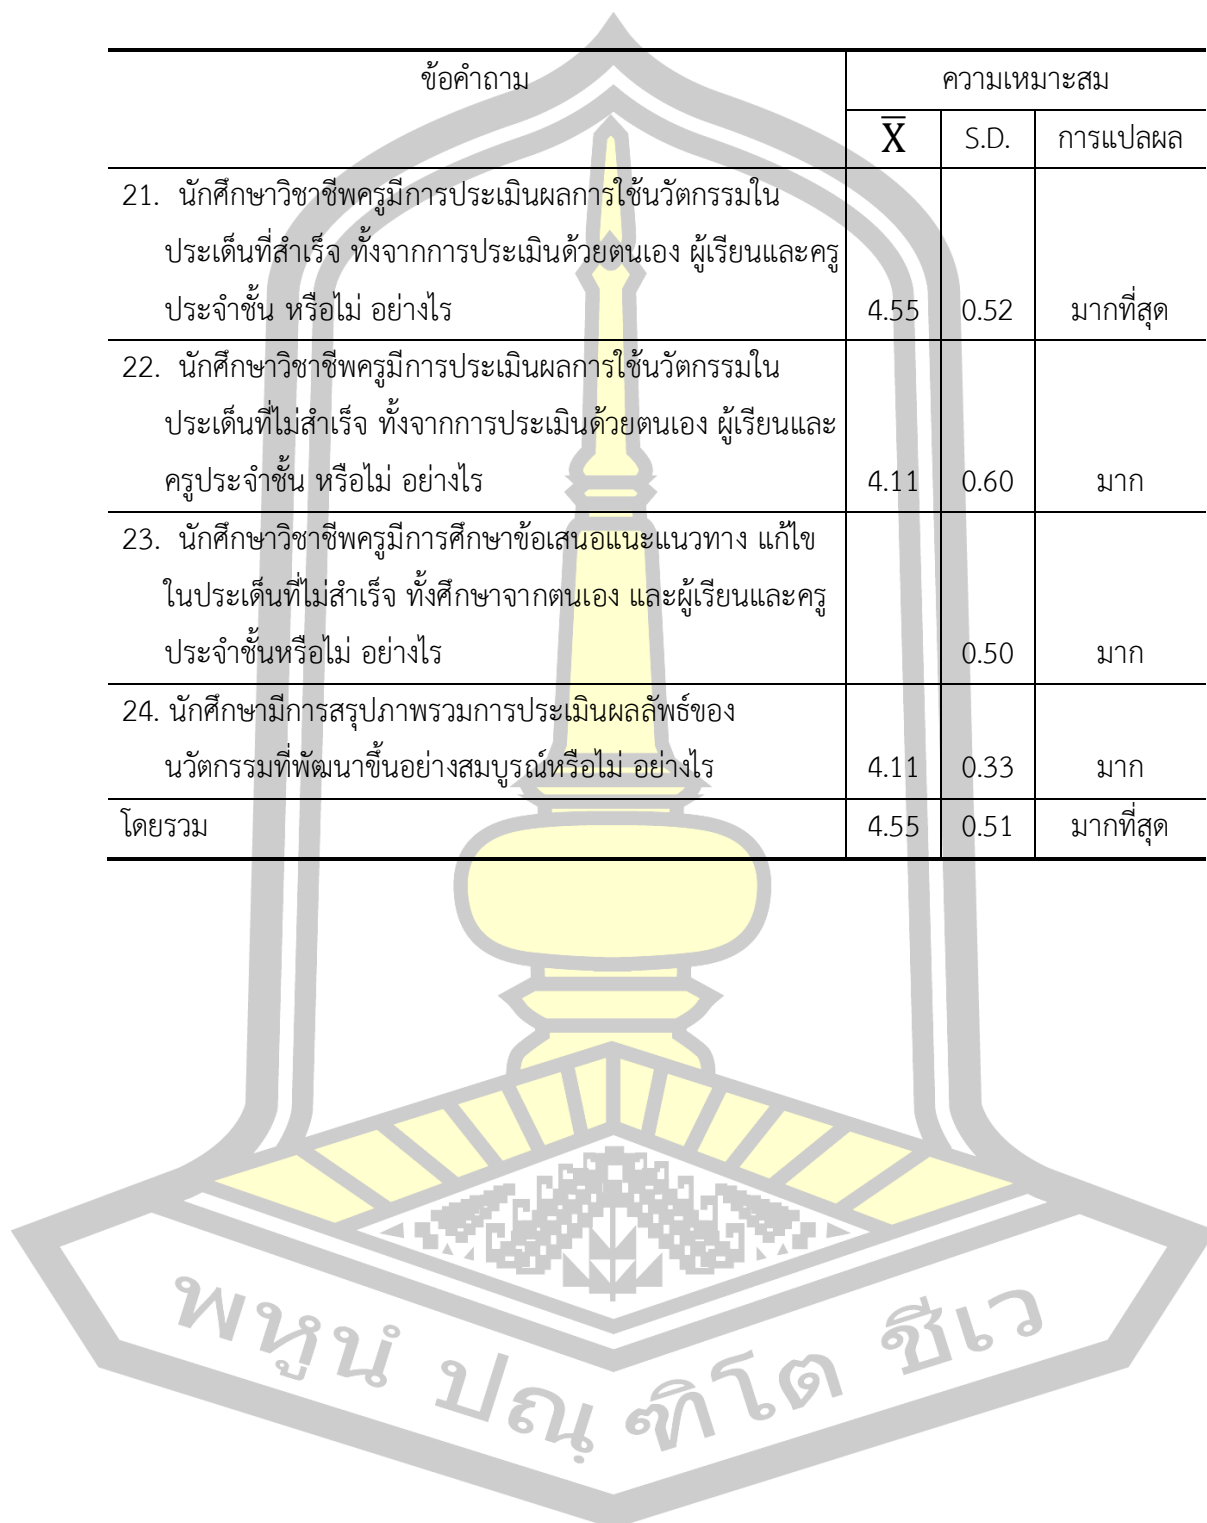 ข้อคำถาม ความเหมาะสม
X̅ S.D. การแปลผล
21. นักศึกษาวิชาชีพครูมีการประเมินผลการใช้นวัตกรรมใน
ประเด็นที่สำเร็จ ทั้งจากการประเมินด้วยตนเอง ผู้เรียนและครู
ประจำชั้น หรือไม่ อย่างไร 4.55 0.52 มากที่สุด
22. นักศึกษาวิชาชีพครูมีการประเมินผลการใช้นวัตกรรมใน
ประเด็นที่ไม่สำเร็จ ทั้งจากการประเมินด้วยตนเอง ผู้เรียนและ
ครูประจำชั้น หรือไม่ อย่างไร 4.11 0.60 มาก
23. นักศึกษาวิชาชีพครูมีการศึกษาข้อเสนอแนะแนวทาง แก้ไข
ในประเด็นที่ไม่สำเร็จ ทั้งศึกษาจากตนเอง และผู้เรียนและครู
ประจำชั้นหรือไม่ อย่างไร 0.50 มาก
24. นักศึกษามีการสรุปภาพรวมการประเมินผลลัพธ์ของ
นวัตกรรมที่พัฒนาขึ้นอย่างสมบูรณ์หรือไม่ อย่างไร 4.11 0.33 มาก
โดยรวม 4.55 0.51 มากที่สุด
พหูนํ ปณฺฑิโต ชีเว